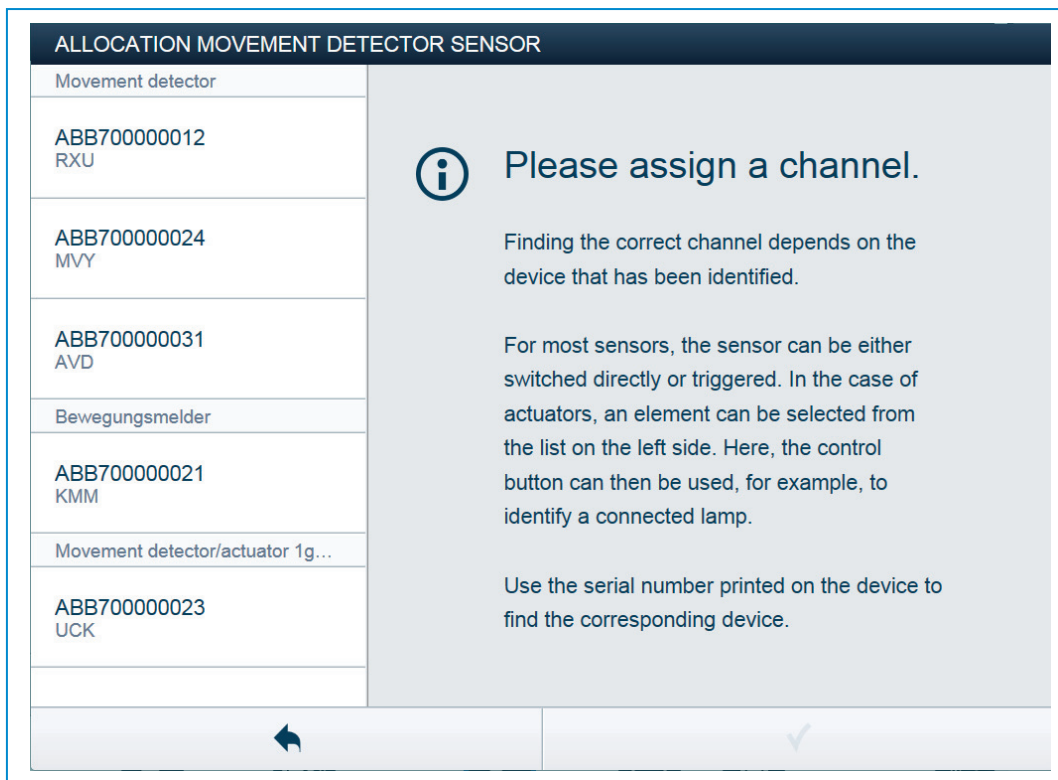 ALLOCATION MOVEMENT DETECTOR SENSOR
Movement detector
ABB700000012
RXU
ABB700000024
MVY
ABB700000031
AVD
Bewegungsmelder
ABB700000021
KMM
Movement detector/actuator 1g...
ABB700000023
UCK
Please assign a channel.
Finding the correct channel depends on the
device that has been identified.
For most sensors, the sensor can be either
switched directly or triggered. In the case of
actuators, an element can be selected from
the list on the left side. Here, the control
button can then be used, for example, to
identify a connected lamp.
Use the serial number printed on the device to
find the corresponding device.